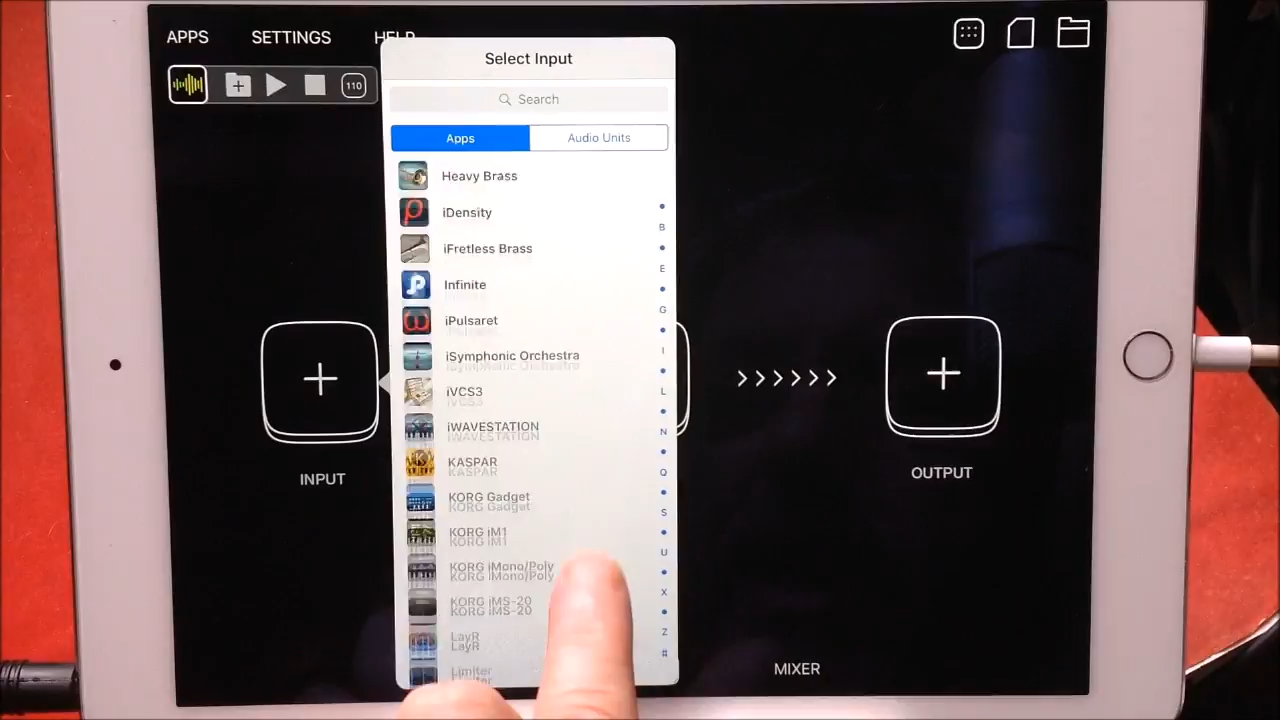 APPS SETTINGS HELP
110
Select Input
Search
Apps Audio Units
Heavy Brass
iDensity
iFretless Brass
Infinite
iPulsaret
iSymphonic Orchestra
iVCS3
iWAVESTATION
KASPAR
KORG Gadget
KORG iM1
KORG iMono/Poly
KORG iMS-20
LayR
Limiter
B
E
G
I
L
N
Q
S
U
X
Z
#
INPUT
OUTPUT
MIXER